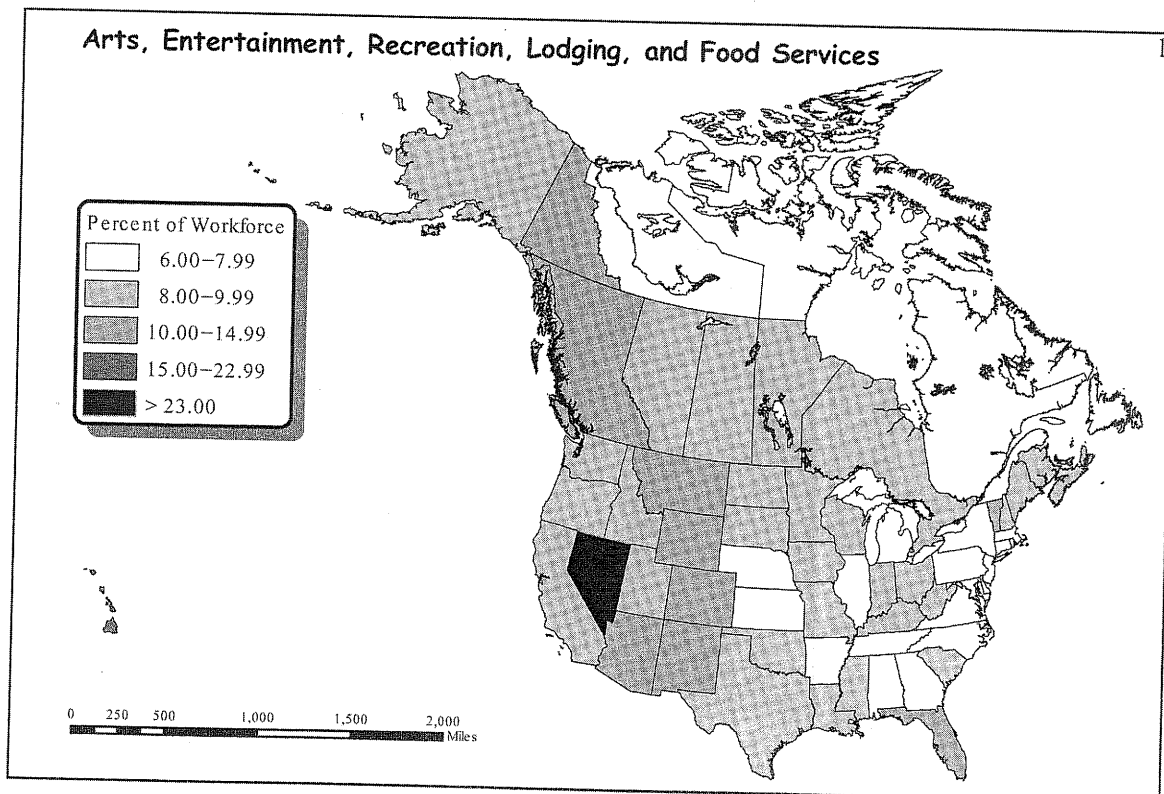 Arts, Entertainment, Recreation, Lodging, and Food Services
1
Percent of Workforce
6.00–7.99
8.00–9.99
10.00–14.99
15.00–22.99
> 23.00
0 250 500 1,000 1,500 2,000
Miles